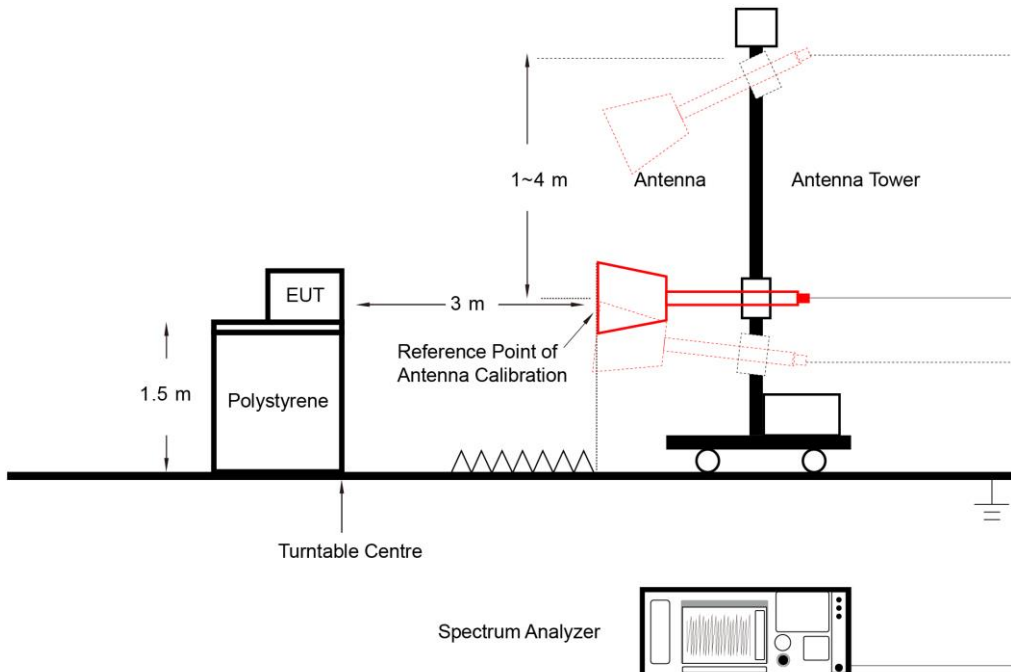 1~4 m
Antenna
Antenna Tower
EUT
3 m
Reference Point of
Antenna Calibration
1.5 m
Polystyrene
Turntable Centre
Spectrum Analyzer